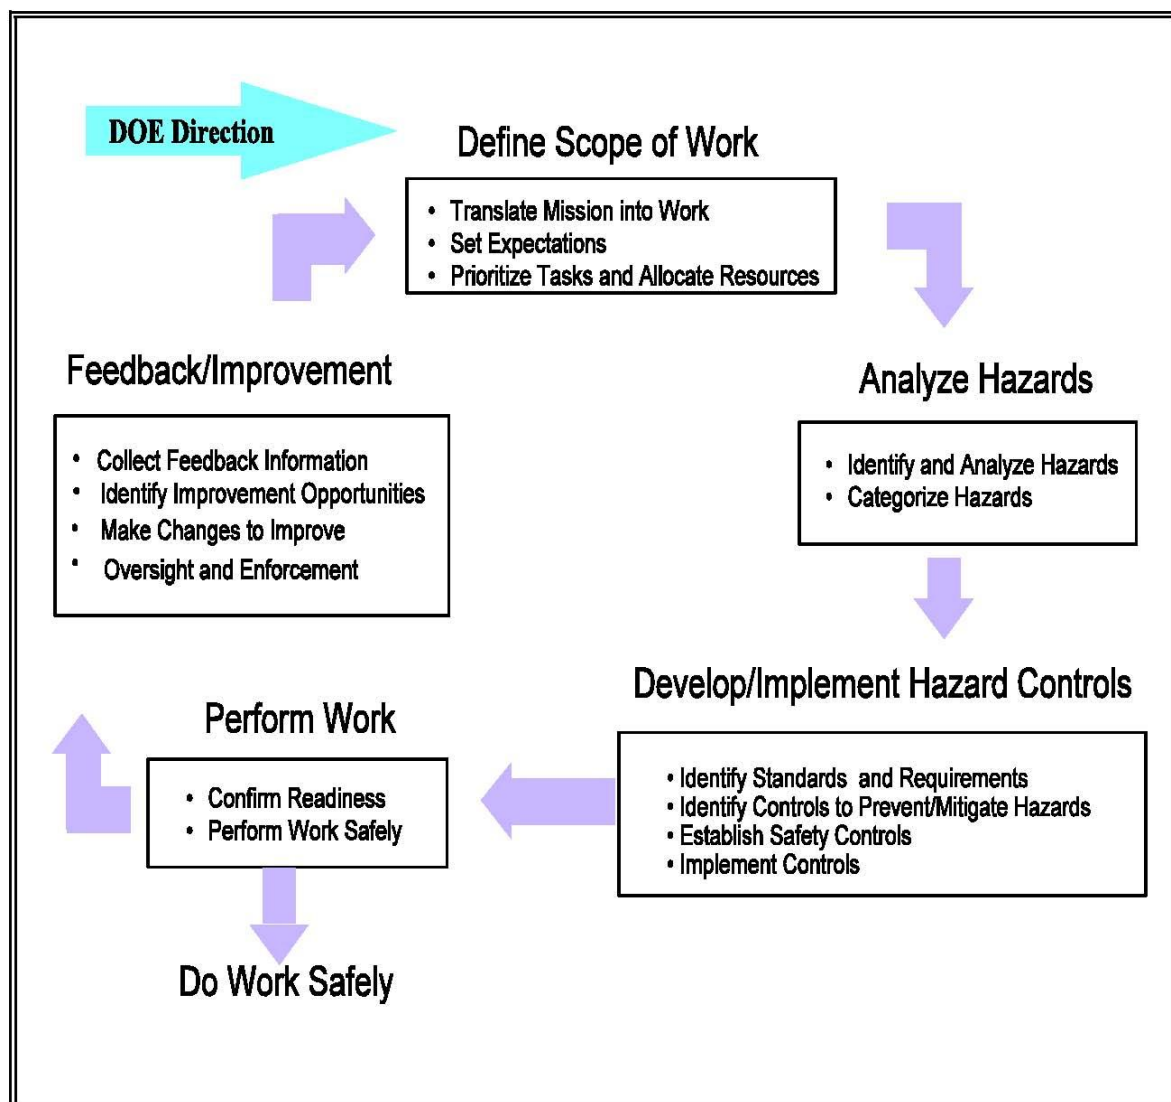 DOE Direction
Define Scope of Work
• Translate Mission into Work
• Set Expectations
• Prioritize Tasks and Allocate Resources
Analyze Hazards
• Identify and Analyze Hazards
• Categorize Hazards
Develop/Implement Hazard Controls
• Identify Standards and Requirements
• Identify Controls to Prevent/Mitigate Hazards
• Establish Safety Controls
• Implement Controls
Perform Work
• Confirm Readiness
• Perform Work Safely
Do Work Safely
Feedback/Improvement
• Collect Feedback Information
• Identify Improvement Opportunities
• Make Changes to Improve
• Oversight and Enforcement